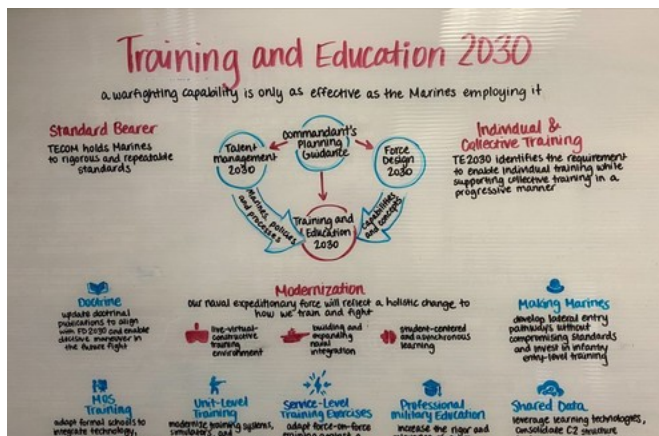 Training and Education 2030
a warfighting capability is only as effective as the Marines employing it
Standard Bearer
TECOM holds Marines
to rigorous and repeatable
standards
Talent
management
2030
Commandant's
Planning
Guidance
Force
Design
2030
Individual &
Collective Training
TE2030 identifies the requirement
to enable individual training while
supporting collective training in a
progressive manner
Marines, policies
and processes
Training and
Education
2030
Capabilities
and concepts
Doctrine
update doctrinal
publications to align
with FD2030 and enable
decisive maneuver in
the future fight
Modernization
our naval expeditionary force will reflect a holistic change to
how we train and fight
live-virtual-
constructive
training
environment
building and
expanding
naval
integration
student-centered
and asynchronous
learning
Making Marines
develop lateral entry
pathways without
compromising standards
and invest in infantry
entry-level training
MOS
Training
adapt formal schools to
integrate technology,
Unit-Level
Training
modernize training systems,
simulators, and
Service-Level
Training Exercises
adapt force-on-force
Professional
Military Education
increase the rigor and
Shared Data
leverage learning technologies,
consolidate C2 structure